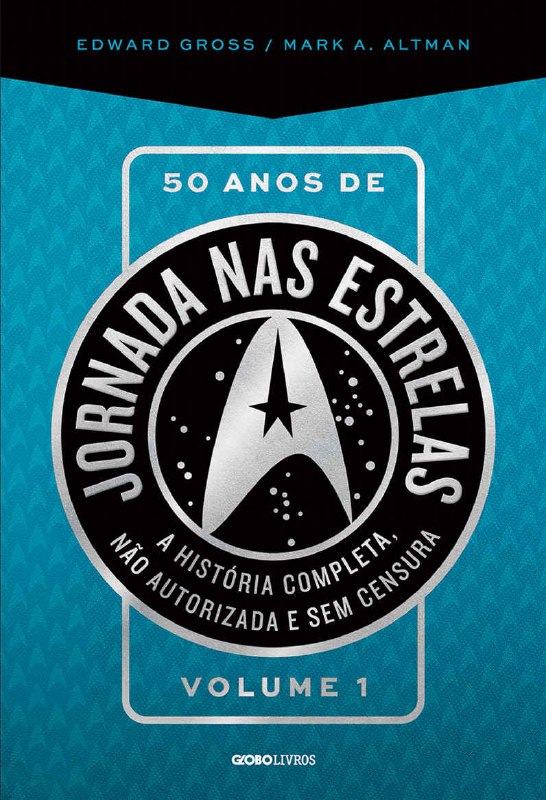 EDWARD GROSS / MARK A. ALTMAN
50 ANOS DE
JORNADA NAS ESTRELAS
A HISTÓRIA COMPLETA,
NÃO AUTORIZADA E SEM CENSURA
VOLUME 1
GLOBOLIVROS